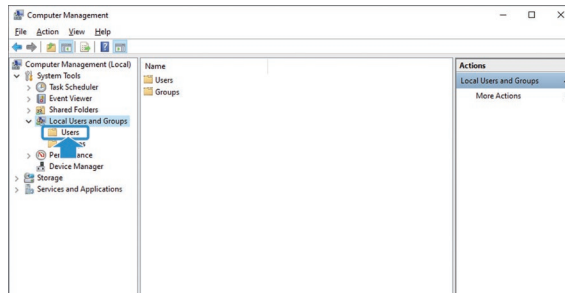 Computer Management
File Action View Help
Computer Management (Local)
System Tools
Task Scheduler
Event Viewer
Shared Folders
Local Users and Groups
Users
Device Manager
Storage
Services and Applications
Name
Users
Groups
Actions
Local Users and Groups
More Actions